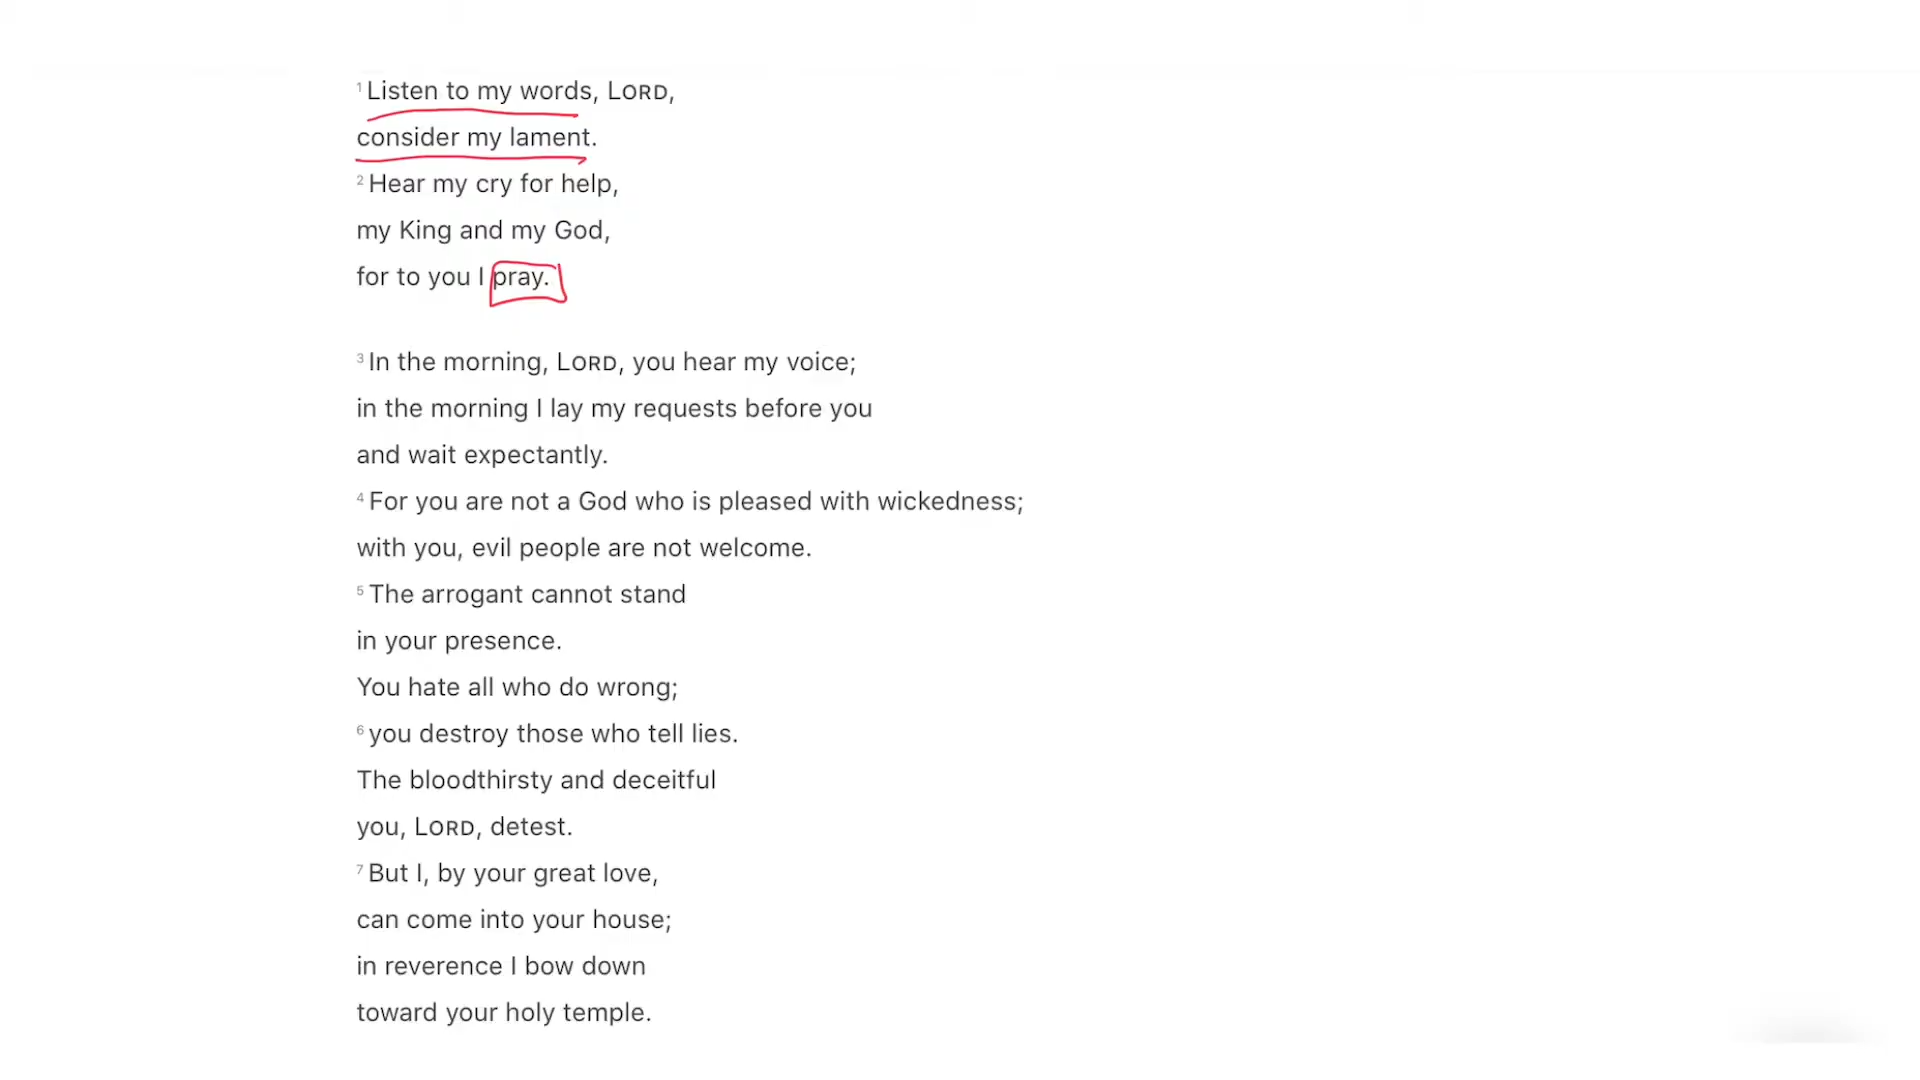 1 Listen to my words, LORD,
consider my lament.
2 Hear my cry for help,
my King and my God,
for to you I pray.
3 In the morning, LORD, you hear my voice;
in the morning I lay my requests before you
and wait expectantly.
4 For you are not a God who is pleased with wickedness;
with you, evil people are not welcome.
5 The arrogant cannot stand
in your presence.
You hate all who do wrong;
6 you destroy those who tell lies.
The bloodthirsty and deceitful
you, LORD, detest.
7 But I, by your great love,
can come into your house;
in reverence I bow down
toward your holy temple.